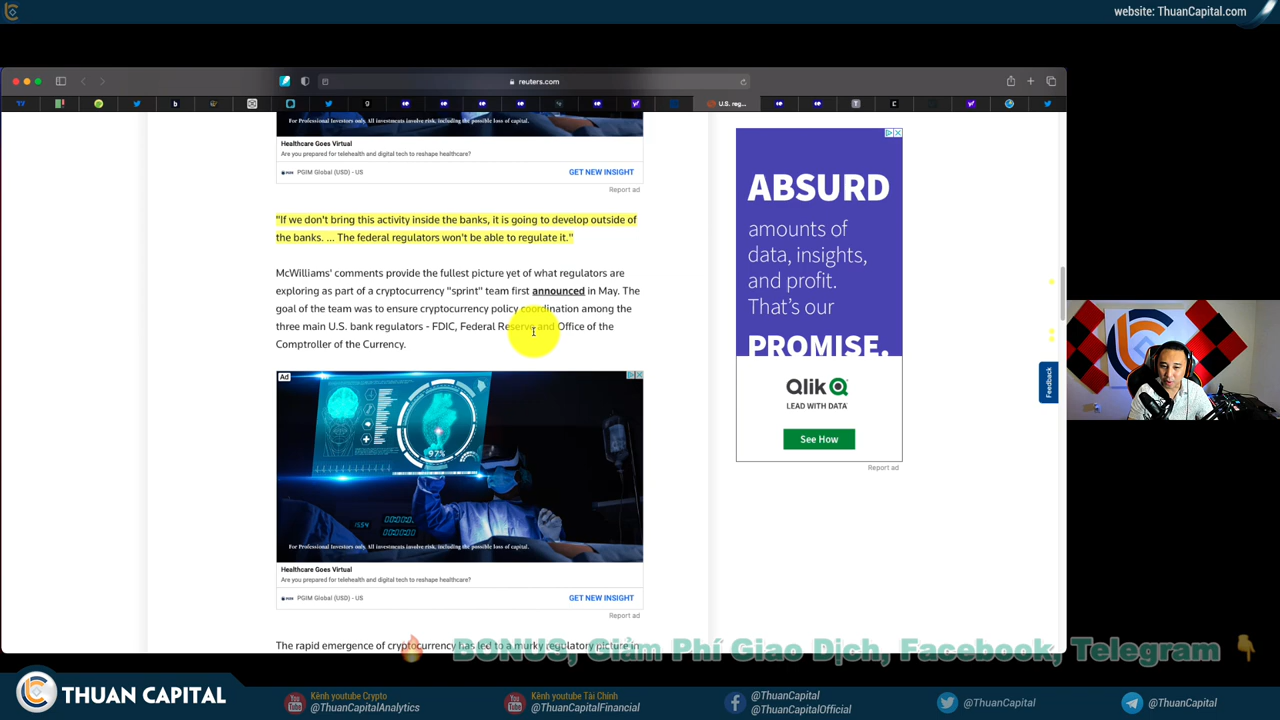 website: ThuanCapital.com
reuters.com
U.S. reg...
For Professional Investors only. All investments involve risk, including the possible loss of capital.
Healthcare Goes Virtual
Are you prepared for telehealth and digital tech to reshape healthcare?
PGIM Global (USD) - US
GET NEW INSIGHT
Report ad
"If we don't bring this activity inside the banks, it is going to develop outside of
the banks. ... The federal regulators won't be able to regulate it."
McWilliams' comments provide the fullest picture yet of what regulators are
exploring as part of a cryptocurrency "sprint" team first announced in May. The
goal of the team was to ensure cryptocurrency policy coordination among the
three main U.S. bank regulators - FDIC, Federal Reserve and Office of the
Comptroller of the Currency.
Ad
97%
1554
00:00:00.
00:00:00:
For Professional Investors only. All investments involve risk, including the possible loss of capital.
Healthcare Goes Virtual
Are you prepared for telehealth and digital tech to reshape healthcare?
PGIM Global (USD) - US
GET NEW INSIGHT
Report ad
The rapid emergence of cryptocurrency has led to a murky regulatory picture in
ABSURD
amounts of
data, insights,
and profit.
That's our
PROMISE.
Qlik
LEAD WITH DATA
See How
Report ad
Feedback
BONUS, Giảm Phí Giao Dịch, Facebook, Telegram
THUAN CAPITAL
Kênh youtube Crypto
@ThuanCapitalAnalytics
Kênh youtube Tài Chính
@ThuanCapitalFinancial
@ThuanCapital
@ThuanCapitalOfficial
@ThuanCapital
@ThuanCapital